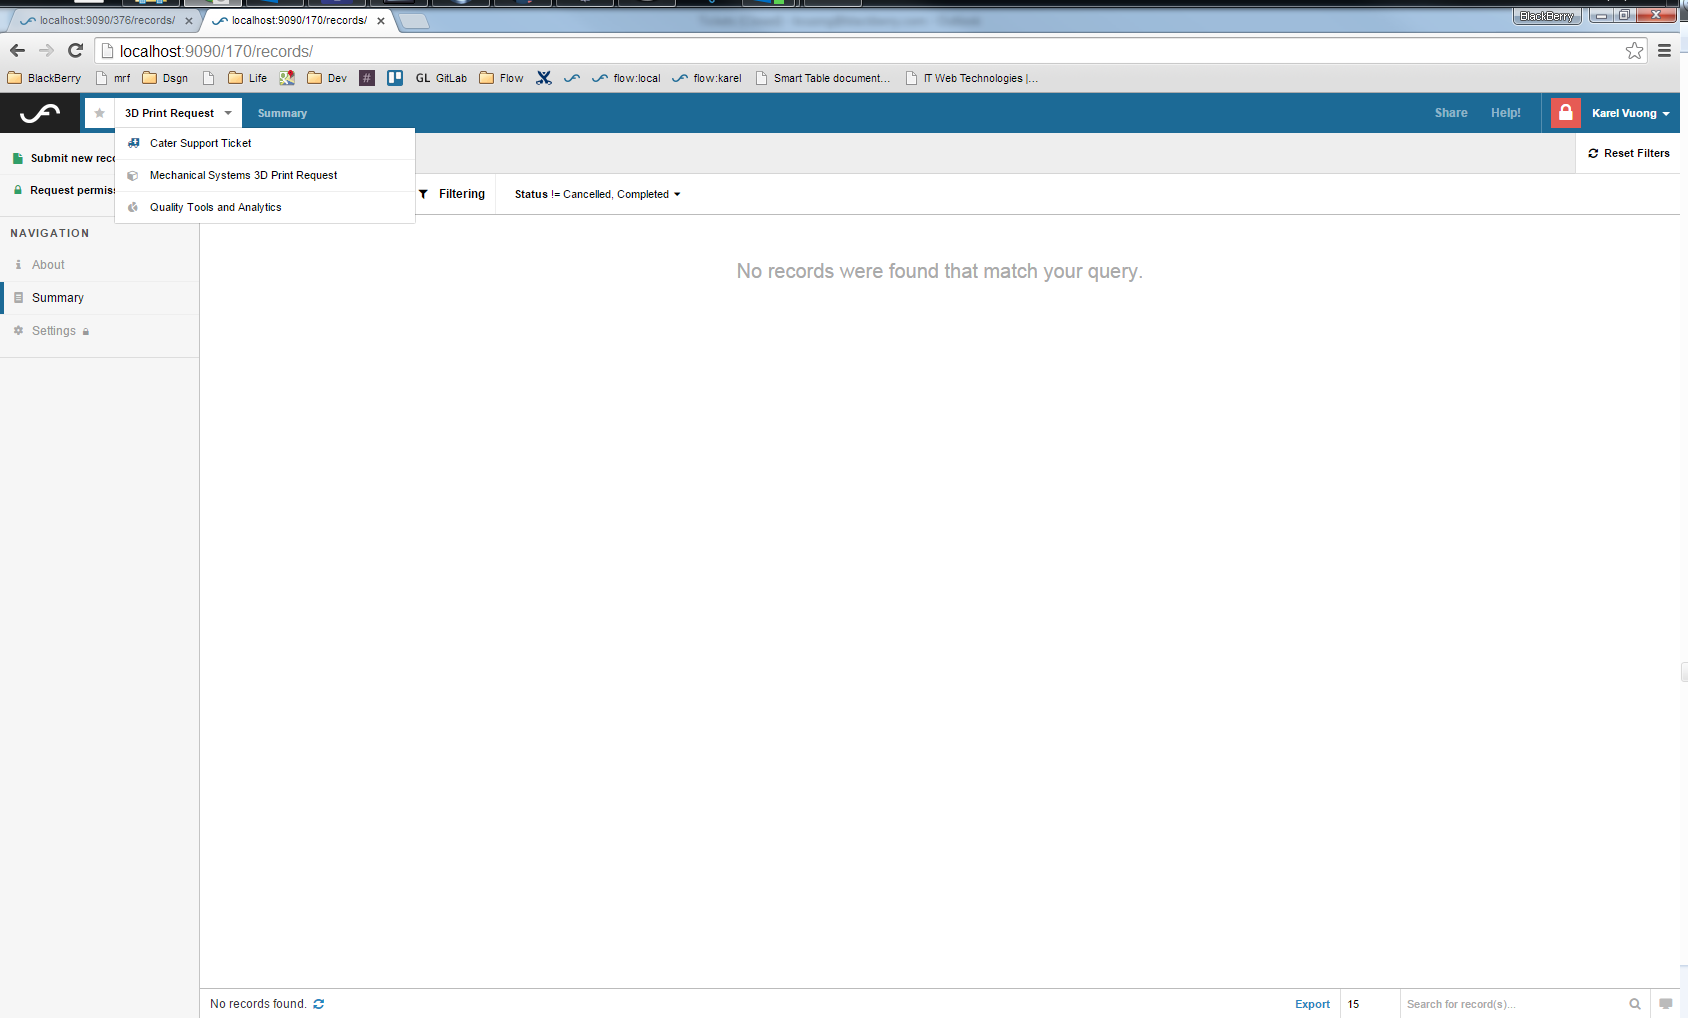 localhost:9090/376/records/
localhost:9090/170/records/
BlackBerry
localhost:9090/170/records/
BlackBerry mrf Dsgn Life Dev # GL GitLab Flow flow:local flow:karel Smart Table document... IT Web Technologies |...
3D Print Request Summary Share Help! Karel Vuong
Cater Support Ticket
Mechanical Systems 3D Print Request
Quality Tools and Analytics
Submit new reco
Reset Filters
Request permis
Filtering Status != Cancelled, Completed
NAVIGATION
About
Summary
Settings
No records were found that match your query.
No records found. Export 15 Search for record(s)...